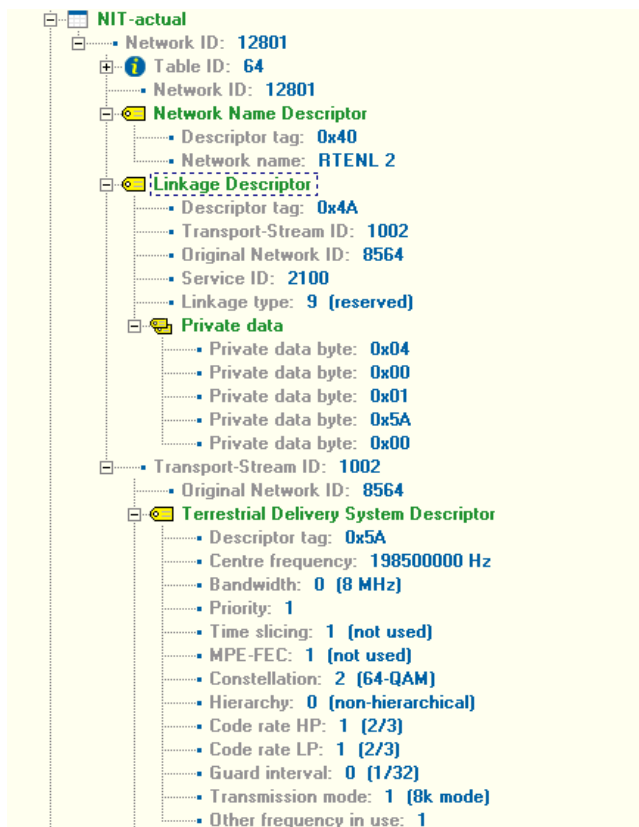 NIT-actual
Network ID: 12801
Table ID: 64
Network ID: 12801
Network Name Descriptor
Descriptor tag: 0x40
Network name: RTENL 2
Linkage Descriptor
Descriptor tag: 0x4A
Transport-Stream ID: 1002
Original Network ID: 8564
Service ID: 2100
Linkage type: 9 (reserved)
Private data
Private data byte: 0x04
Private data byte: 0x00
Private data byte: 0x01
Private data byte: 0x5A
Private data byte: 0x00
Transport-Stream ID: 1002
Original Network ID: 8564
Terrestrial Delivery System Descriptor
Descriptor tag: 0x5A
Centre frequency: 198500000 Hz
Bandwidth: 0 (8 MHz)
Priority: 1
Time slicing: 1 (not used)
MPE-FEC: 1 (not used)
Constellation: 2 (64-QAM)
Hierarchy: 0 (non-hierarchical)
Code rate HP: 1 (2/3)
Code rate LP: 1 (2/3)
Guard interval: 0 (1/32)
Transmission mode: 1 (8k mode)
Other frequency in use: 1